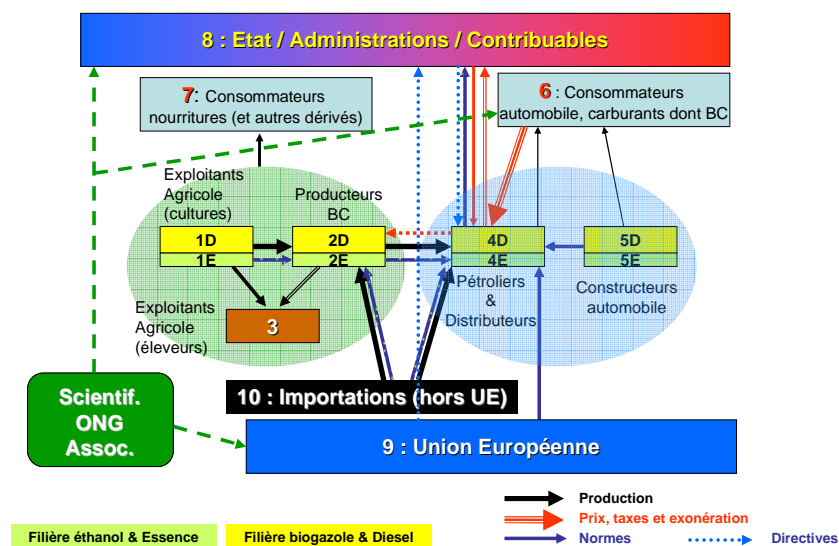 8 : Etat / Administrations / Contribuables
7: Consommateurs
nourritures (et autres dérivés)
6 : Consommateurs
automobile, carburants dont BC
Exploitants
Agricole
(cultures)
Producteurs
BC
1D
1E
2D
2E
4D
4E
5D
5E
Pétroliers
&
Distributeurs
Constructeurs
automobile
Exploitants
Agricole
(éleveurs)
3
10 : Importations (hors UE)
Scientif.
ONG
Assoc.
9 : Union Européenne
Filière éthanol & Essence
Filière biogazole & Diesel
Production
Prix, taxes et exonération
Normes
Directives